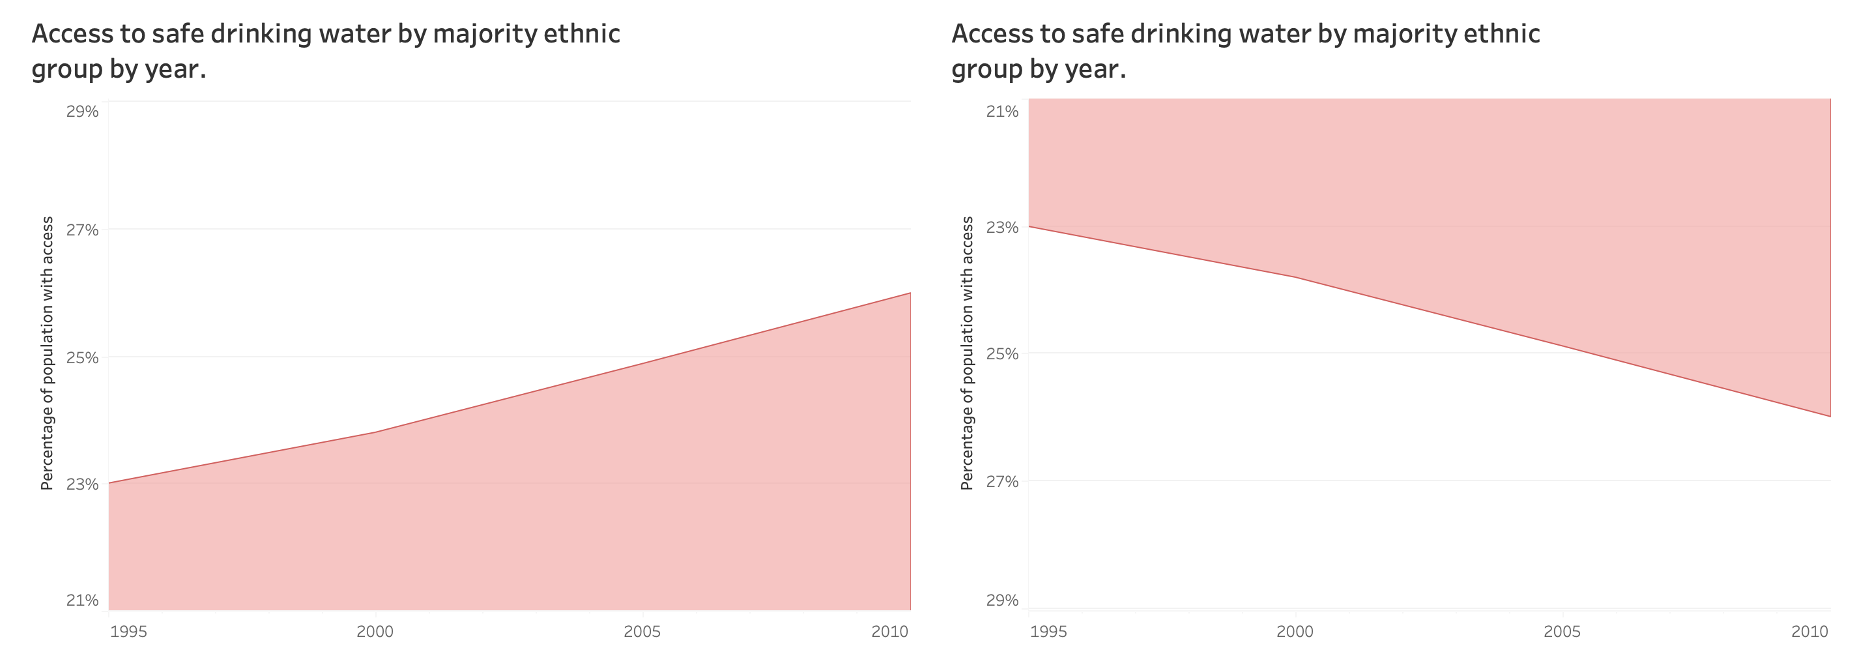 Access to safe drinking water by majority ethnic
group by year.
29%
27%
25%
23%
21%
Percentage of population with access
1995 2000 2005 2010
Access to safe drinking water by majority ethnic
group by year.
21%
23%
25%
27%
29%
Percentage of population with access
1995 2000 2005 2010